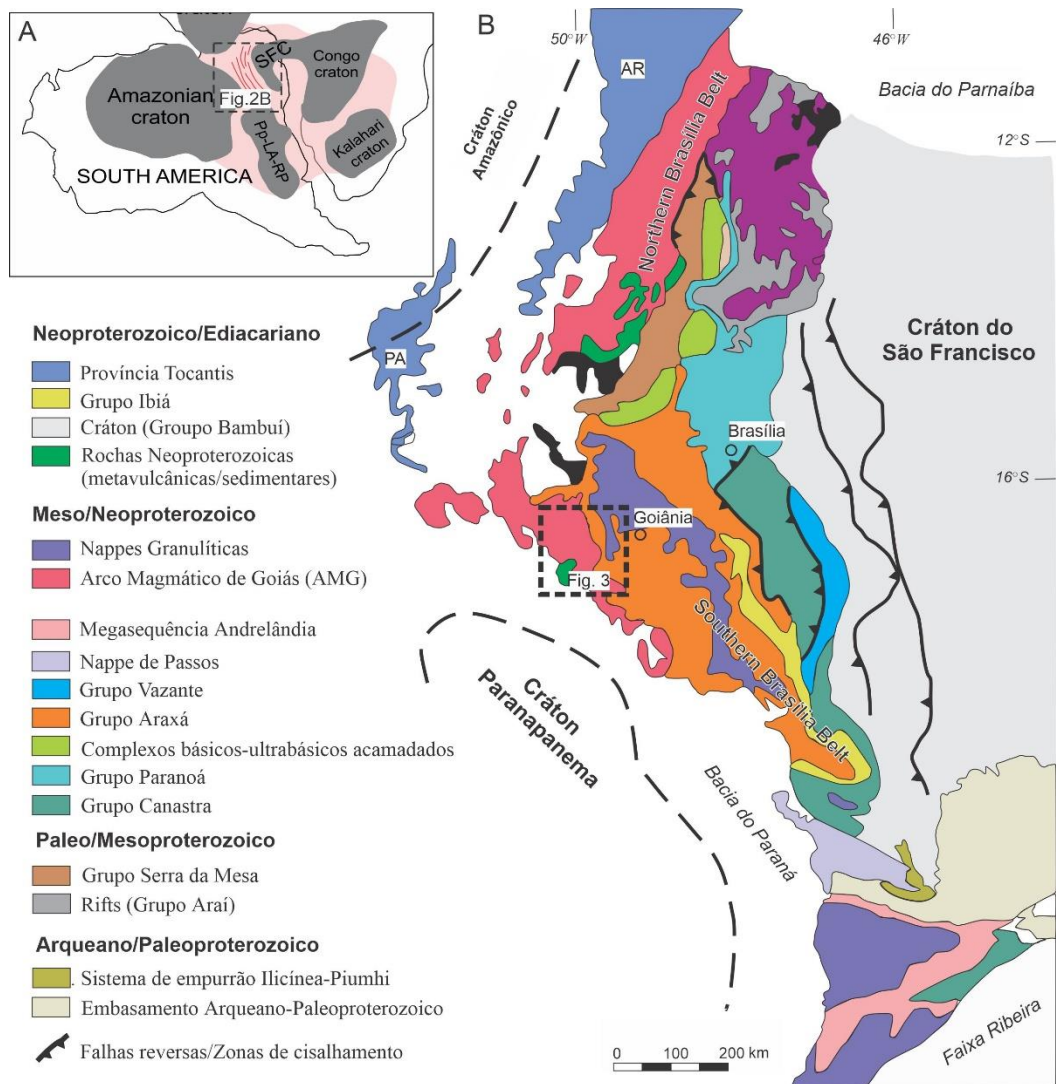 A
SFC
Congo
craton
Amazonian
craton
Fig.2B
Pp-LA-RP
Kalahari
craton
SOUTH AMERICA
B
50°W
46°W
AR
Bacia do Parnaíba
12°S
Cráton
Amazônico
Northern Brasília Belt
PA
Cráton do
São Francisco
Brasília
16°S
Goiânia
Fig. 3
Southern Brasília Belt
Cráton
Paranapanema
Bacia do Paraná
Faixa Ribeira
0 100 200 km
Neoproterozoico/Ediacariano
Província Tocantis
Grupo Ibiá
Cráton (Groupo Bambuí)
Rochas Neoproterozoicas
(metavulcânicas/sedimentares)
Meso/Neoproterozoico
Nappes Granulíticas
Arco Magmático de Goiás (AMG)
Megasequência Andrelândia
Nappe de Passos
Grupo Vazante
Grupo Araxá
Complexos básicos-ultrabásicos acamadados
Grupo Paranoá
Grupo Canastra
Paleo/Mesoproterozoico
Grupo Serra da Mesa
Rifts (Grupo Araí)
Arqueano/Paleoproterozoico
. Sistema de empurrão Ilicínea-Piumhi
Embasamento Arqueano-Paleoproterozoico
Falhas reversas/Zonas de cisalhamento